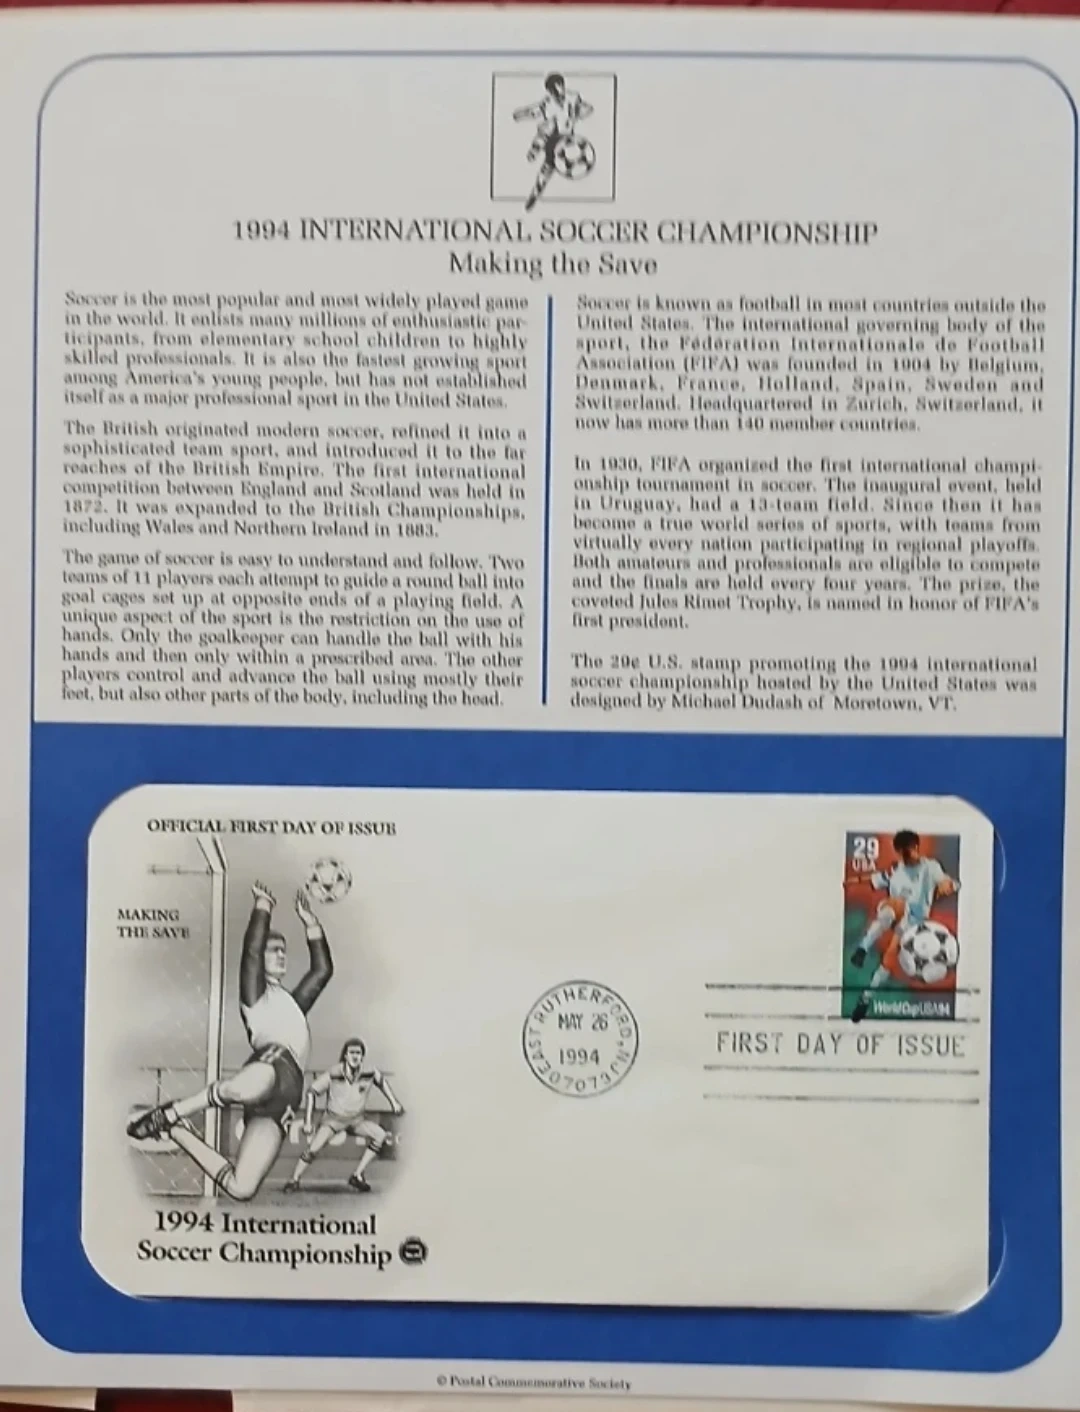 1994 INTERNATIONAL SOCCER CHAMPIONSHIP
Making the Save
Soccer is the most popular and most widely played game
in the world. It enlists many millions of enthusiastic par-
ticipants, from elementary school children to highly
skilled professionals. It is also the fastest growing sport
among America's young people, but has not established
itself as a major professional sport in the United States.
The British originated modern soccer, refined it into a
sophisticated team sport, and introduced it to the far
reaches of the British Empire. The first international
competition between England and Scotland was held in
1872. It was expanded to the British Championships,
including Wales and Northern Ireland in 1883.
The game of soccer is easy to understand and follow. Two
teams of 11 players each attempt to guide a round ball into
goal cages set up at opposite ends of a playing field. A
unique aspect of the sport is the restriction on the use of
hands. Only the goalkeeper can handle the ball with his
hands and then only within a prescribed area. The other
players control and advance the ball using mostly their
feet, but also other parts of the body, including the head.
Soccer is known as football in most countries outside the
United States. The international governing body of the
sport, the Fédération Internationale de Football
Association (FIFA) was founded in 1904 by Belgium,
Denmark, France, Holland, Spain, Sweden and
Switzerland. Headquartered in Zurich, Switzerland, it
now has more than 140 member countries.
In 1930, FIFA organized the first international champi-
onship tournament in soccer. The inaugural event, held
in Uruguay, had a 13-team field. Since then it has
become a true world series of sports, with teams from
virtually every nation participating in regional playoffs.
Both amateurs and professionals are eligible to compete
and the finals are held every four years. The prize, the
coveted Jules Rimet Trophy, is named in honor of FIFA's
first president.
The 29¢ U.S. stamp promoting the 1994 international
soccer championship hosted by the United States was
designed by Michael Dudash of Moretown, VT.
OFFICIAL FIRST DAY OF ISSUE
MAKING
THE SAVE
1994 International
Soccer Championship
29
USA
WorldCupUSA94
EAST RUTHERFORD, NJ
MAY 26
1994
07073
FIRST DAY OF ISSUE
© Postal Commemorative Society